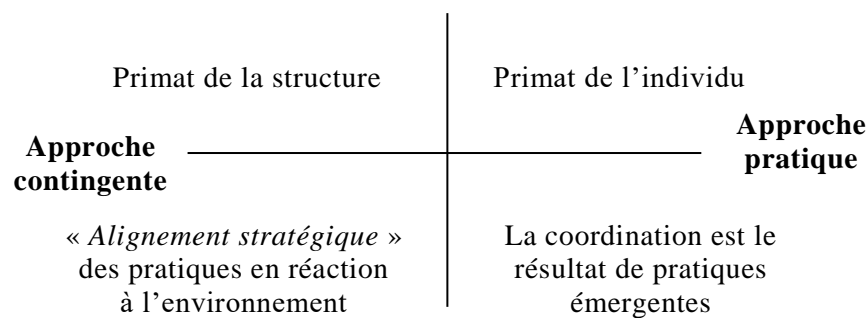 Primat de la structure
Primat de l’individu
Approche
contingente
Approche
pratique
« Alignement stratégique »
des pratiques en réaction
à l’environnement
La coordination est le
résultat de pratiques
émergentes